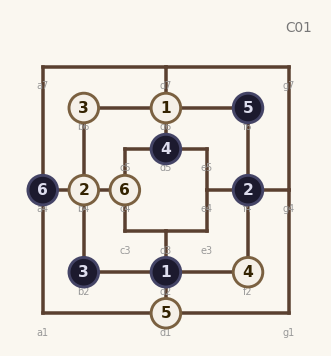 C01
a7 d7 g7
3 1 5
b6 d6 f6
4
c5 d5 e5
6 2 6 2
a4 b4 c4 e4 f4 g4
c3 d3 e3
3 1 4
b2 d2 f2
5
a1 d1 g1